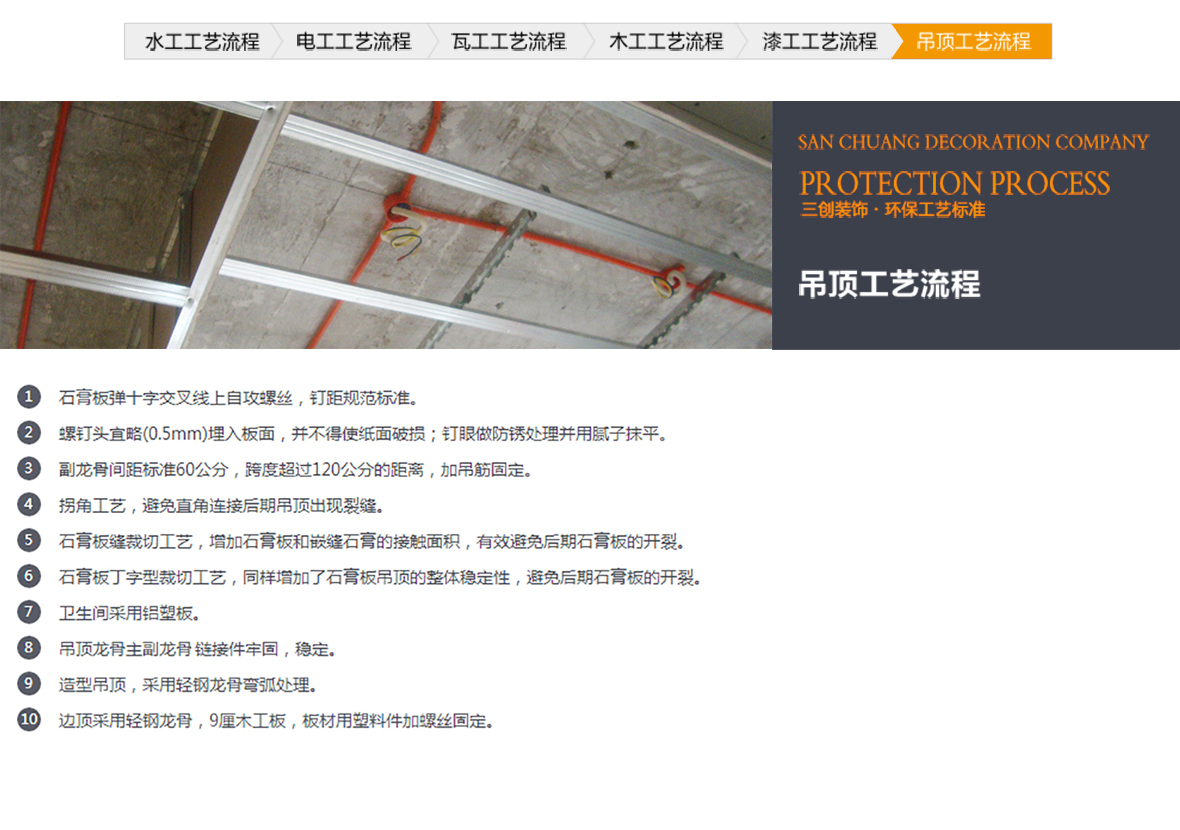 水工工艺流程 电工工艺流程 瓦工工艺流程 木工工艺流程 漆工工艺流程 吊顶工艺流程
SAN CHUANG DECORATION COMPANY
PROTECTION PROCESS
三创装饰·环保工艺标准
吊顶工艺流程
1 石膏板弹十字交叉线上自攻螺丝，钉距规范标准。
2 螺钉头宜略(0.5mm)埋入板面，并不得使纸面破损；钉眼做防锈处理并用腻子抹平。
3 副龙骨间距标准60公分，跨度超过120公分的距离，加吊筋固定。
4 拐角工艺，避免直角连接后期吊顶出现裂缝。
5 石膏板缝裁切工艺，增加石膏板和嵌缝石膏的接触面积，有效避免后期石膏板的开裂。
6 石膏板丁字型裁切工艺，同样增加了石膏板吊顶的整体稳定性，避免后期石膏板的开裂。
7 卫生间采用铝塑板。
8 吊顶龙骨主副龙骨 链接件牢固，稳定。
9 造型吊顶，采用轻钢龙骨弯弧处理。
10 边顶采用轻钢龙骨，9厘木工板，板材用塑料件加螺丝固定。